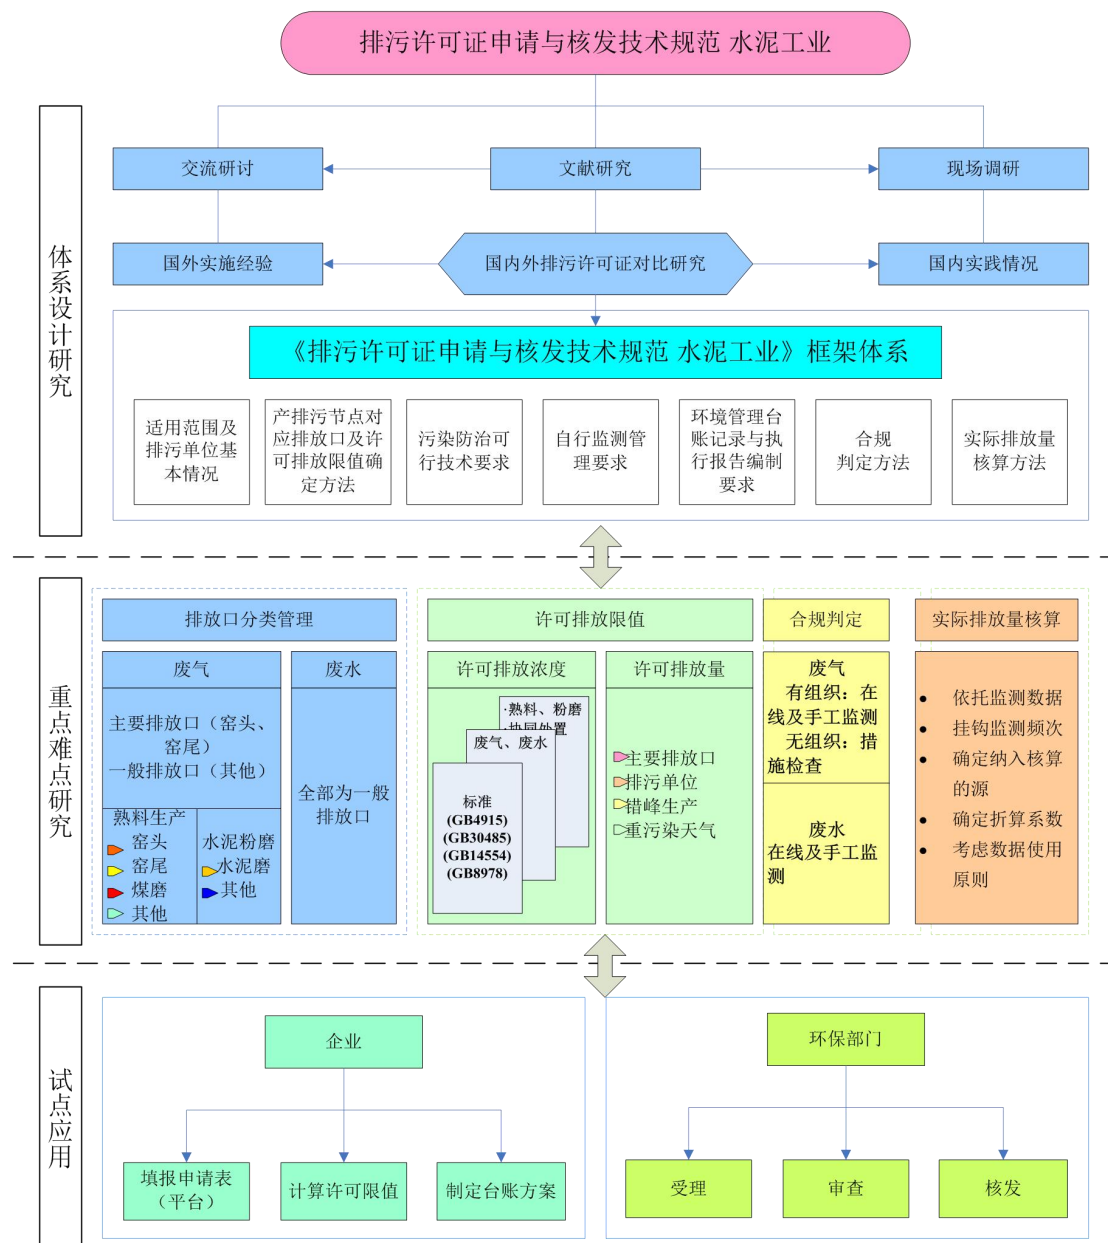 排污许可证申请与核发技术规范 水泥工业
体系设计研究
交流研讨
文献研究
现场调研
国外实施经验
国内外排污许可证对比研究
国内实践情况
《排污许可证申请与核发技术规范 水泥工业》框架体系
适用范围及
排污单位基
本情况
产排污节点对
应排放口及许
可排放限值确
定方法
污染防治可
行技术要求
自行监测管
理要求
环境管理台
账记录与执
行报告编制
要求
合规
判定方法
实际排放量
核算方法
重点难点研究
排放口分类管理
废气
主要排放口（窑头、
窑尾）
一般排放口（其他）
熟料生产
窑头
窑尾
煤磨
其他
水泥粉磨
水泥磨
其他
废水
全部为一般
排放口
许可排放限值
许可排放浓度
·熟料、粉磨
·协同处置
废气、废水
标准
(GB4915)
(GB30485)
(GB14554)
(GB8978)
许可排放量
主要排放口
排污单位
错峰生产
重污染天气
合规判定
废气
有组织：在
线及手工监测
无组织：措
施检查
废水
在线及手工监
测
实际排放量核算
● 依托监测数据
● 挂钩监测频次
● 确定纳入核算
的源
● 确定折算系数
● 考虑数据使用
原则
试点应用
企业
填报申请表
（平台）
计算许可限值
制定台账方案
环保部门
受理
审查
核发